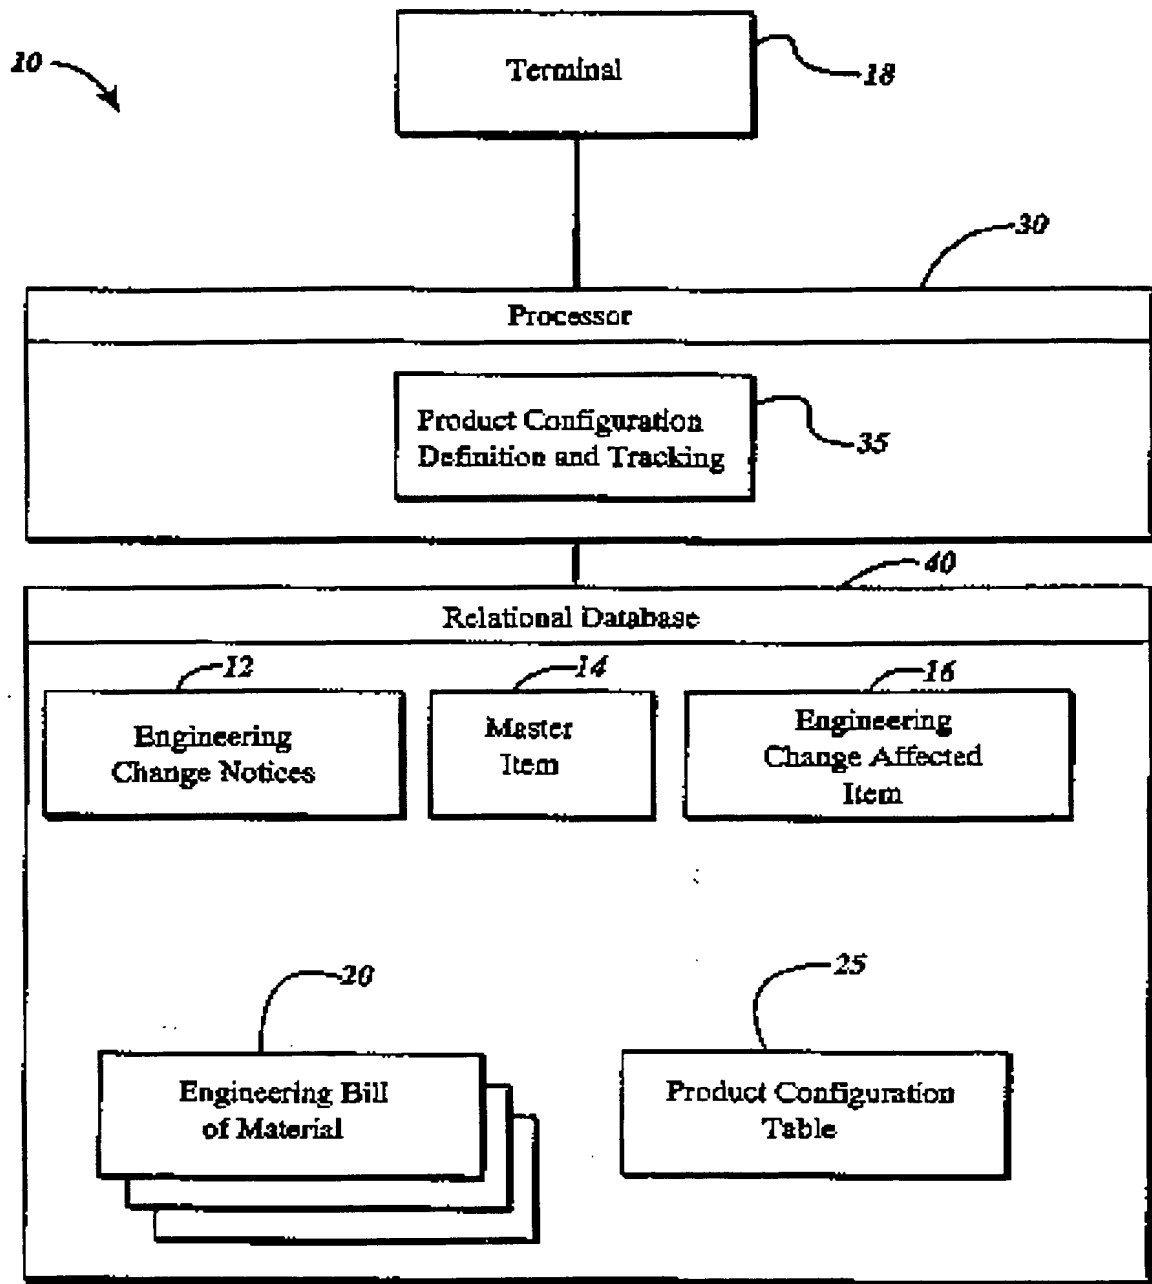 10
Terminal
18
30
Processor
Product Configuration
Definition and Tracking
35
40
Relational Database
12
14
16
Engineering
Change Notices
Master
Item
Engineering
Change Affected
Item
20
25
Engineering Bill
of Material
Product Configuration
Table